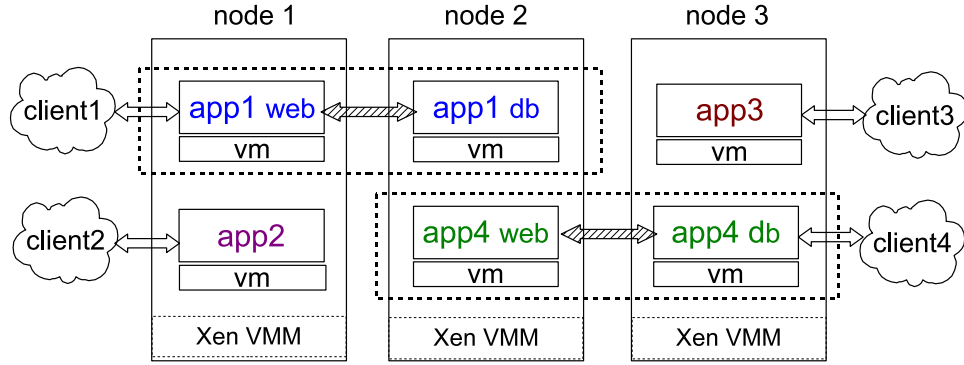 node 1
node 2
node 3
client1
app1 web
app1 db
app3
client3
vm
vm
vm
client2
app2
app4 web
app4 db
client4
vm
vm
vm
Xen VMM
Xen VMM
Xen VMM